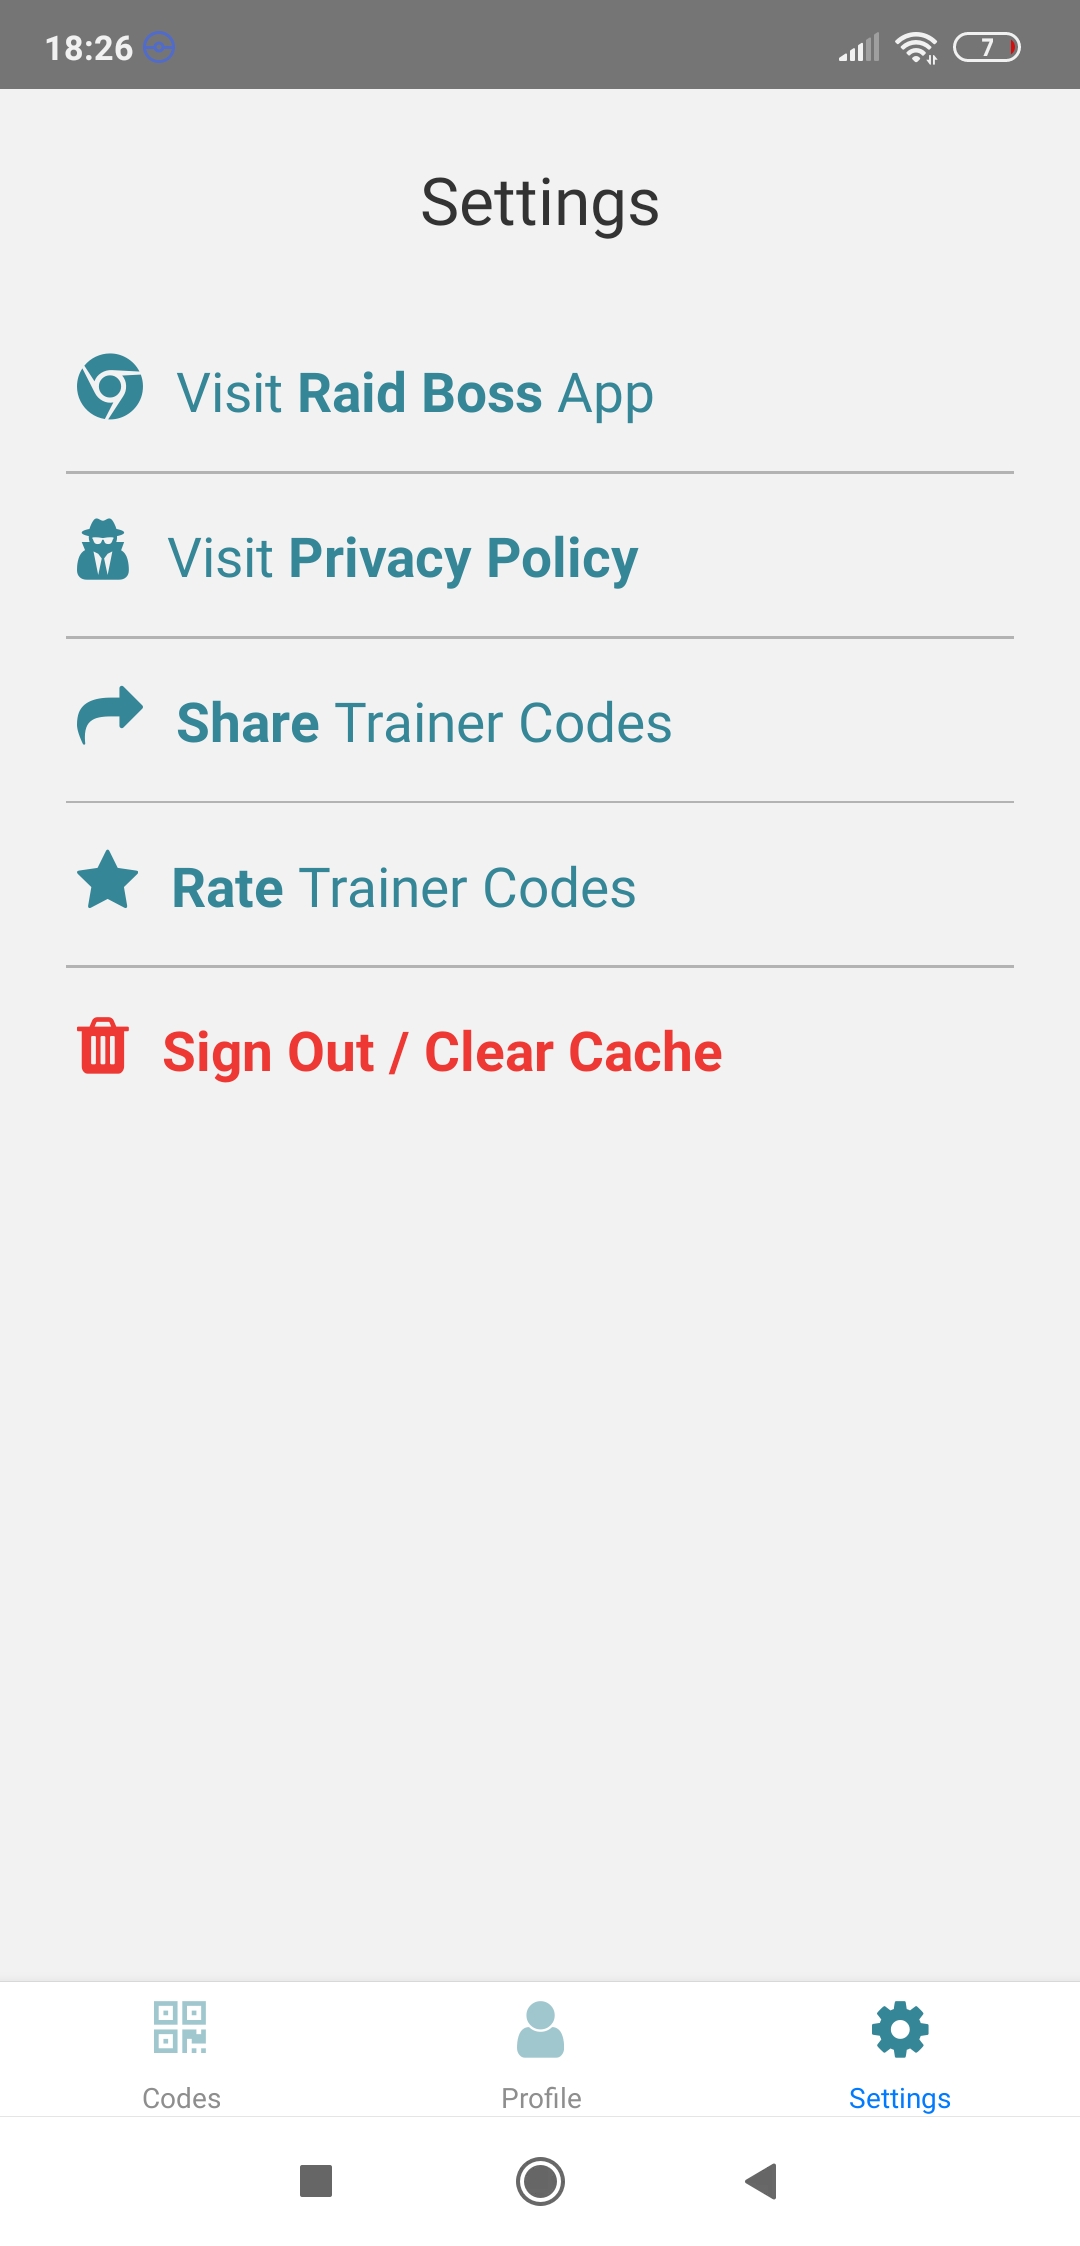 18:26
7
Settings
Visit Raid Boss App
Visit Privacy Policy
Share Trainer Codes
Rate Trainer Codes
Sign Out / Clear Cache
Codes
Profile
Settings